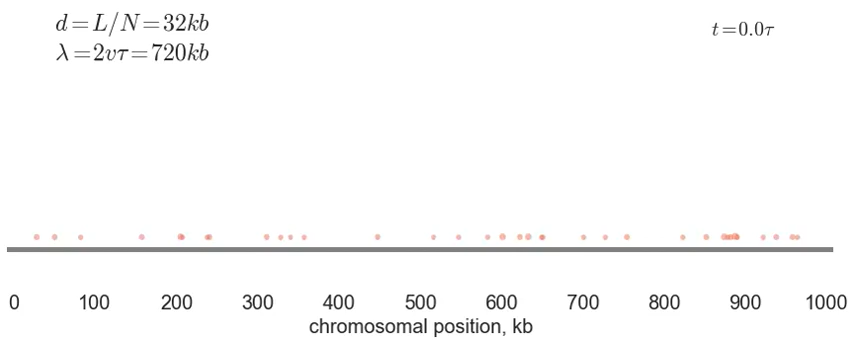 d=L/N=32kb
λ=2vτ=720kb
t=0.0τ
0 100 200 300 400 500 600 700 800 900 1000
chromosomal position, kb